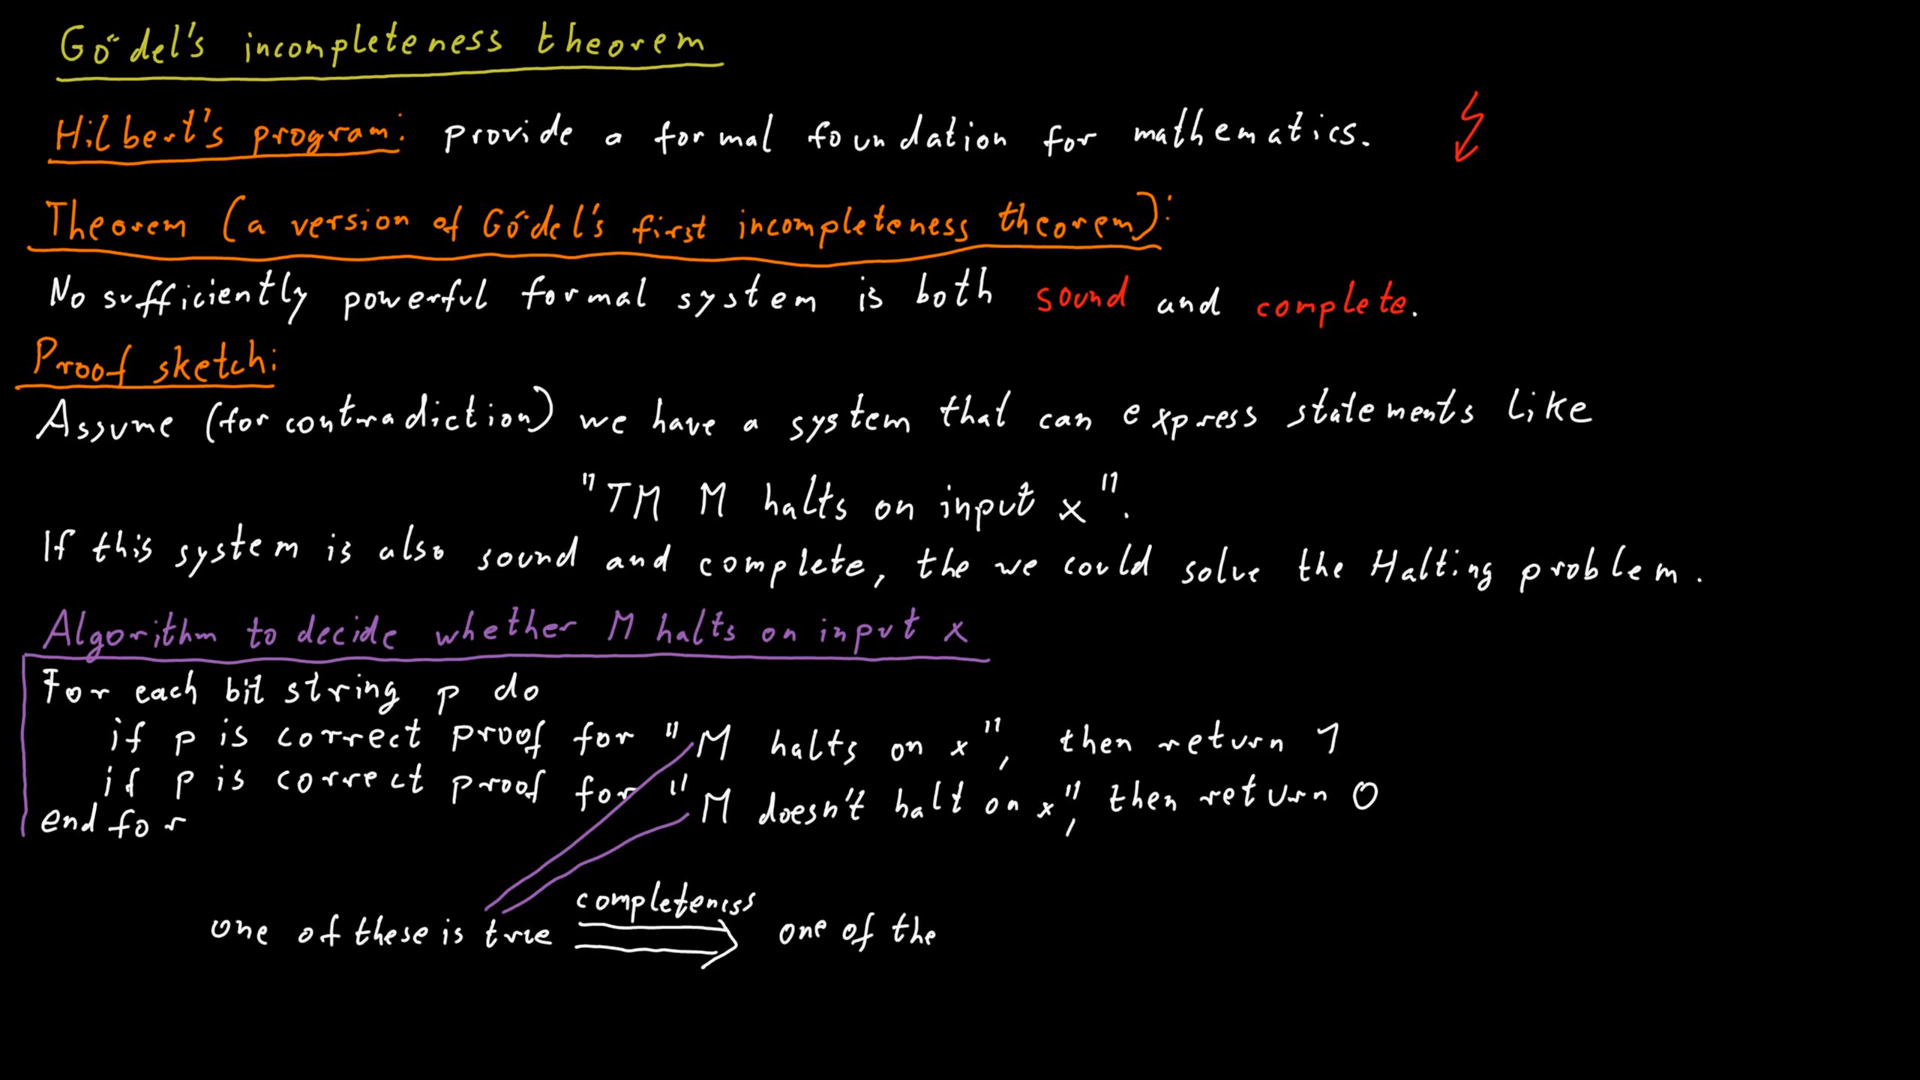 Gödel's incompleteness theorem
Hilbert's program: provide a formal foundation for mathematics.
Theorem (a version of Gödel's first incompleteness theorem):
No sufficiently powerful formal system is both sound and complete.
Proof sketch:
Assume (for contradiction) we have a system that can express statements like
"TM M halts on input x".
If this system is also sound and complete, the we could solve the Halting problem.
Algorithm to decide whether M halts on input x
For each bit string p do
if p is correct proof for "M halts on x", then return 1
if p is correct proof for "M doesn't halt on x", then return 0
end for
completeness
one of these is true ⟹ one of the